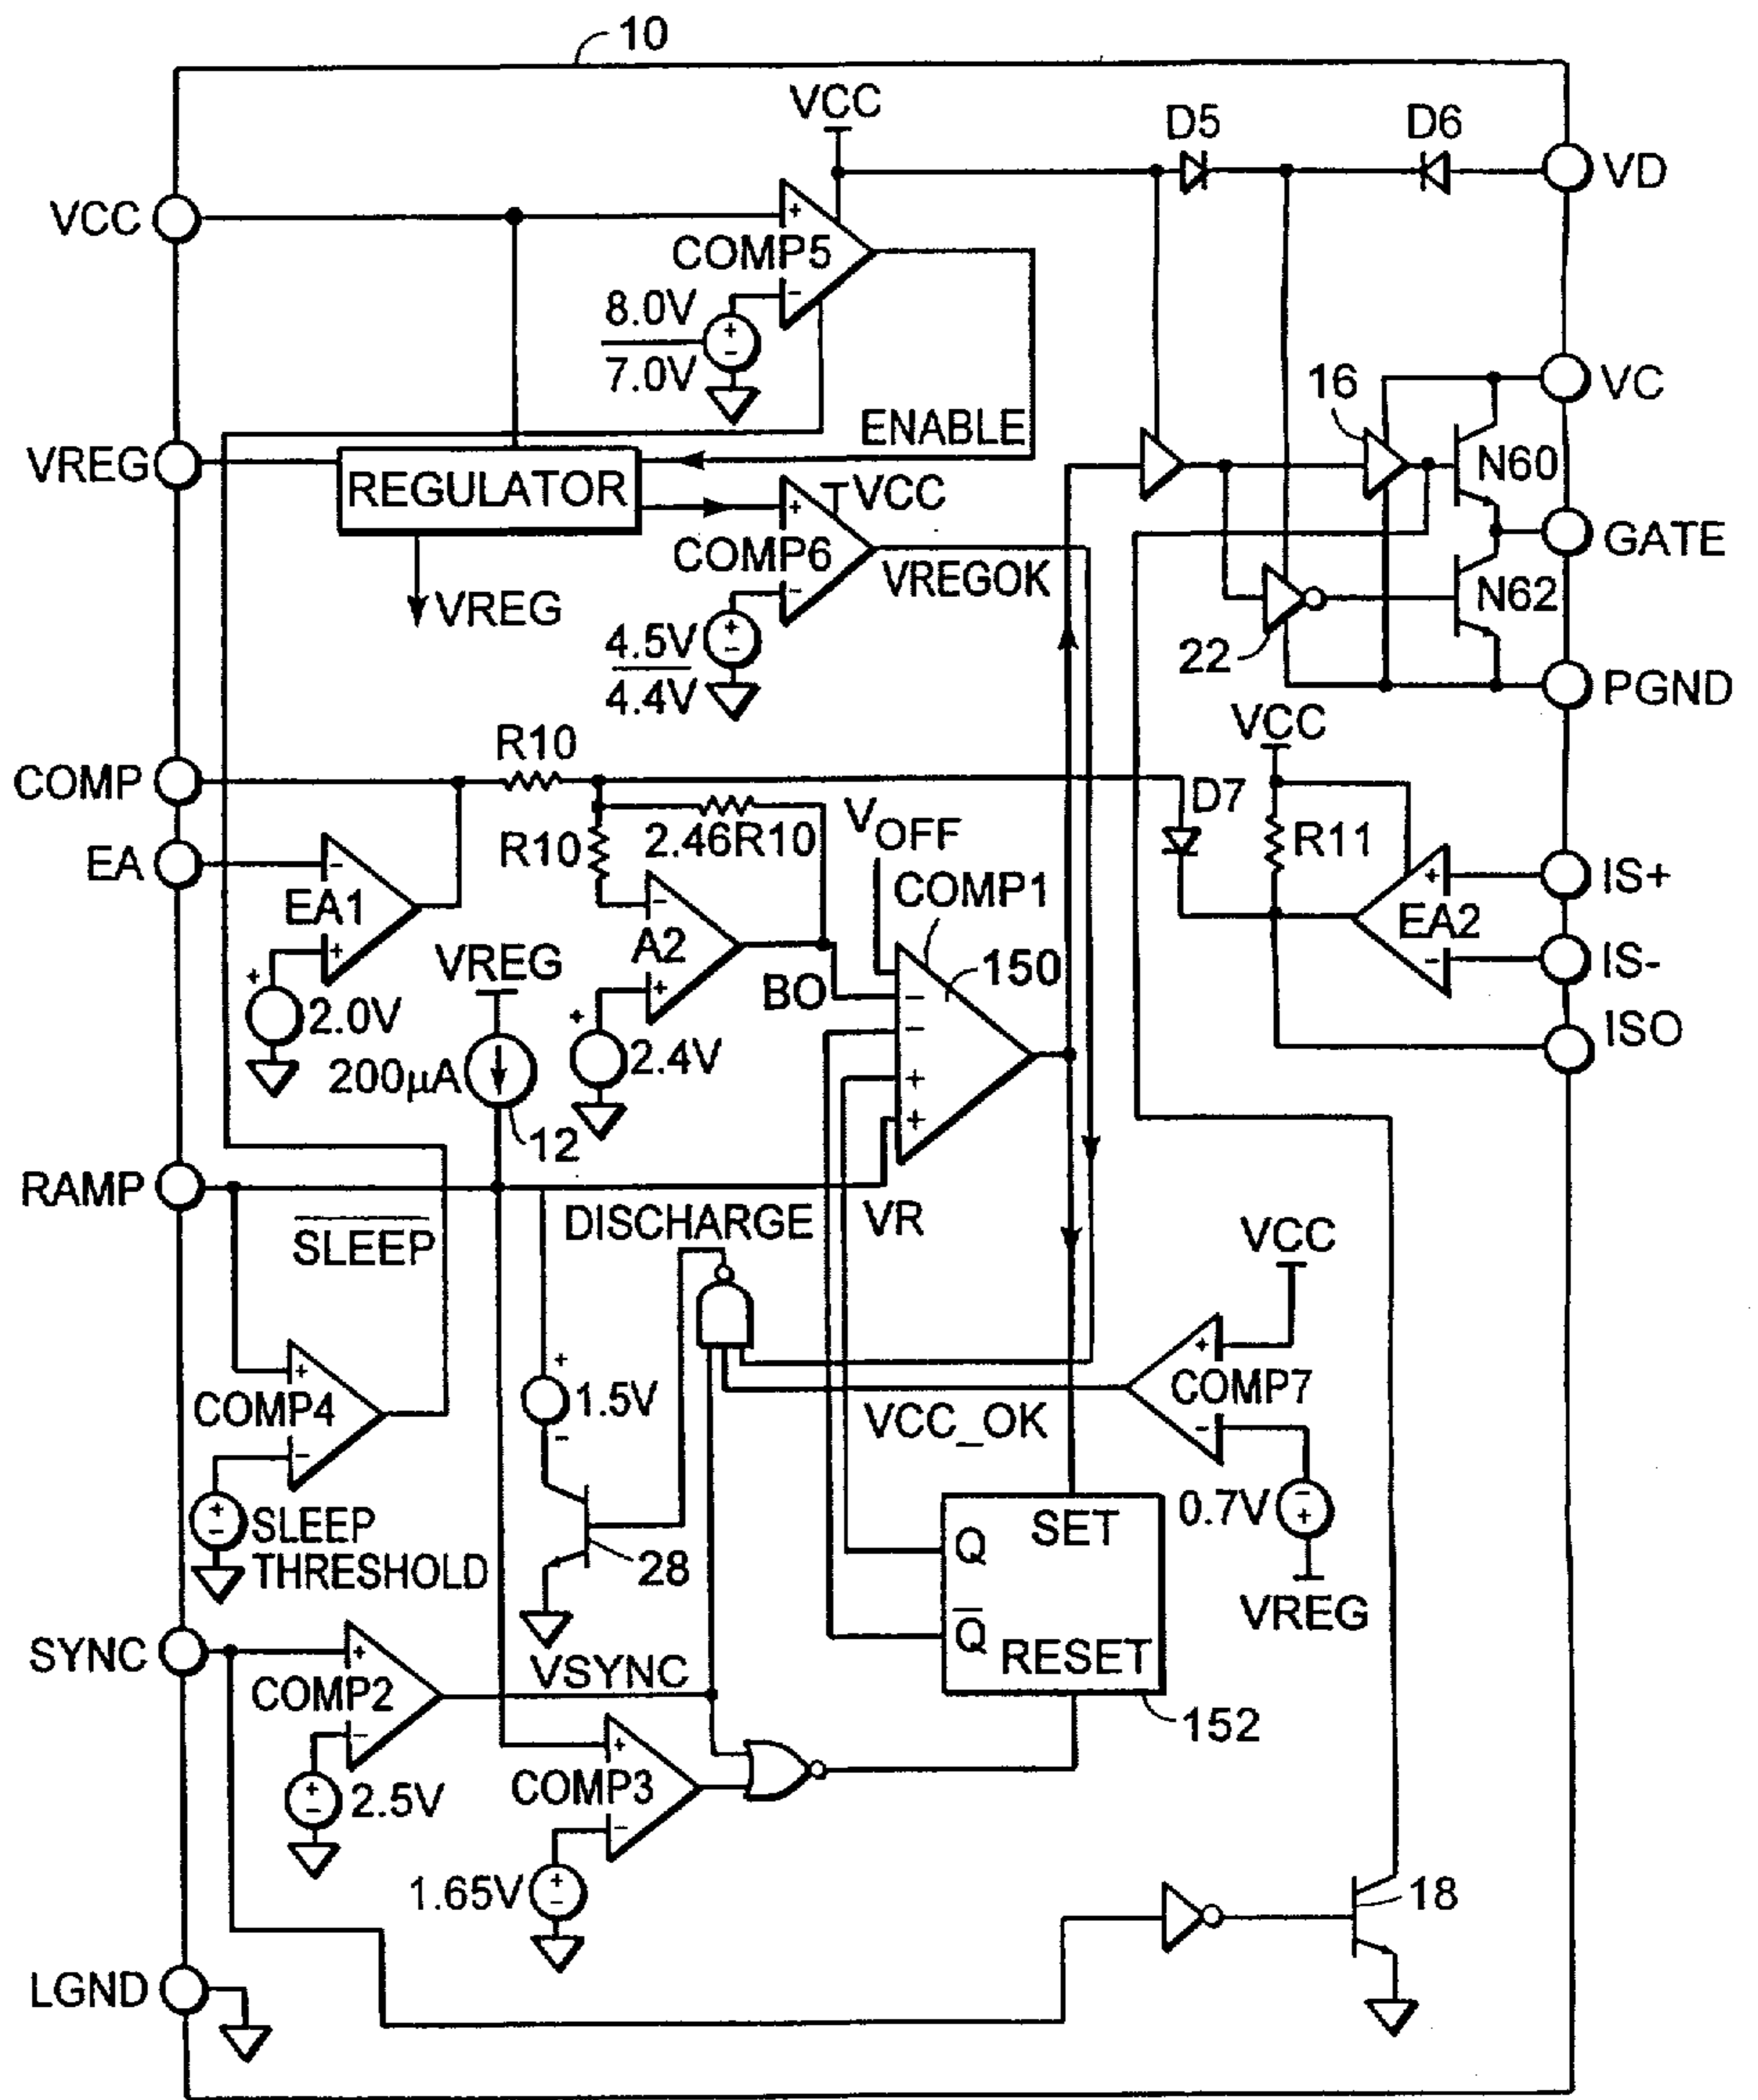 10
VCC
D5
D6
VD
VCC
+
COMP5
-
8.0V
7.0V
+
-
VC
16
ENABLE
VREG
REGULATOR
N60
+
VCC
COMP6
VREGOK
-
GATE
VREG
N62
4.5V
4.4V
+
-
22
PGND
VCC
R10
COMP
D7
R10
2.46R10
VOFF
R11
EA
-
EA1
+
-
A2
+
COMP1
+
EA2
-
IS+
IS-
ISO
VREG
150
BO
+
2.0V
+
2.4V
-
-
+
+
200µA
12
RAMP
SLEEP
DISCHARGE
VR
VCC
+
COMP4
-
+
1.5V
-
+
COMP7
-
VCC_OK
+
-
SLEEP
THRESHOLD
28
SET
Q
Q
RESET
0.7V
-
+
VREG
SYNC
+
COMP2
-
VSYNC
152
+
COMP3
-
+
-
2.5V
1.65V
+
-
18
LGND